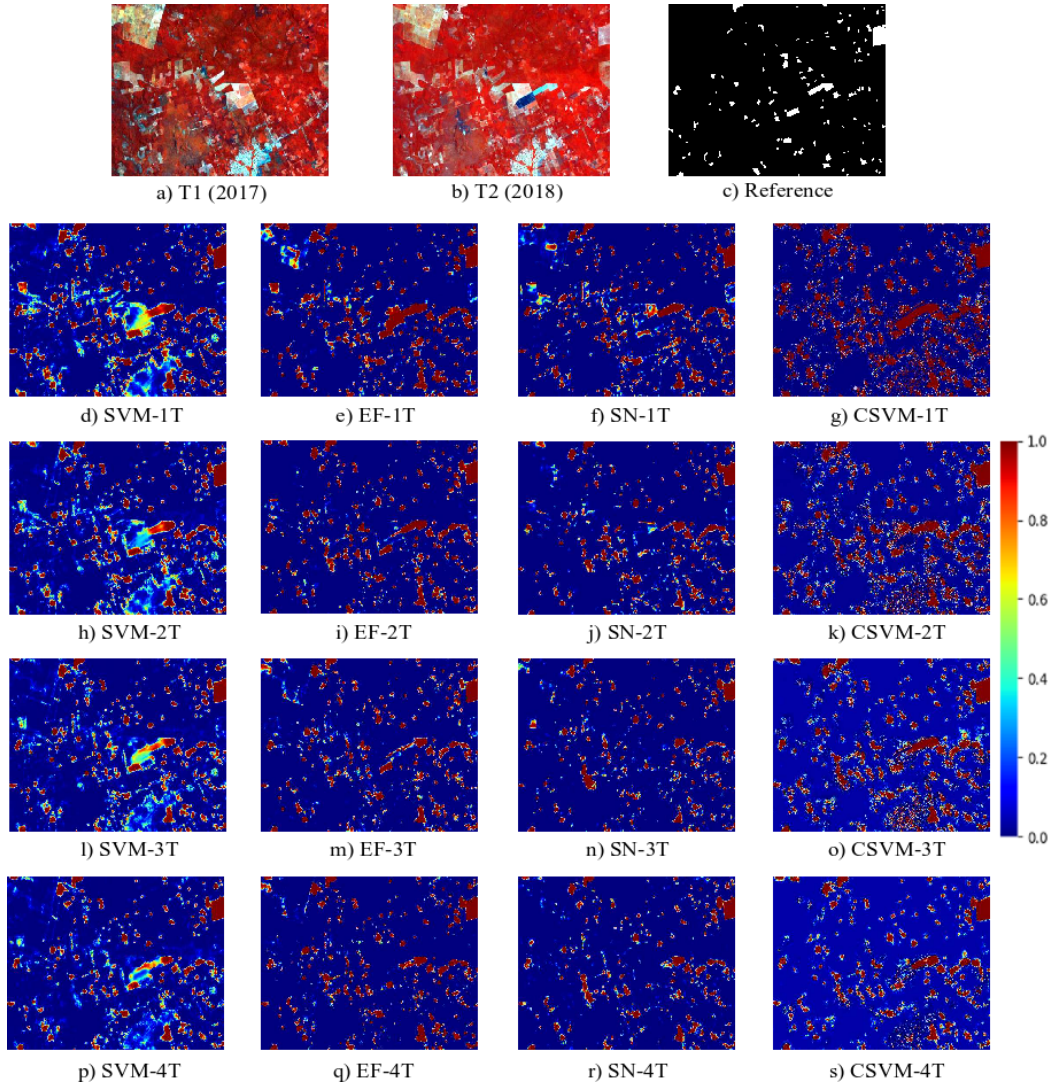 a) T1 (2017)
b) T2 (2018)
c) Reference
d) SVM-1T
e) EF-1T
f) SN-1T
g) CSVM-1T
h) SVM-2T
i) EF-2T
j) SN-2T
k) CSVM-2T
1.0
0.8
0.6
0.4
0.2
0.0
l) SVM-3T
m) EF-3T
n) SN-3T
o) CSVM-3T
p) SVM-4T
q) EF-4T
r) SN-4T
s) CSVM-4T